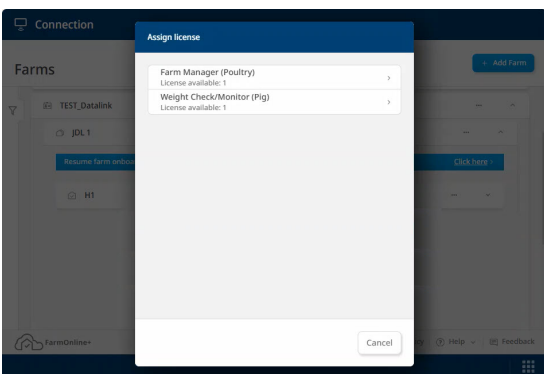 Connection
Assign license
Farms
+ Add Farm
Farm Manager (Poultry)
License available: 1
Weight Check/Monitor (Pig)
License available: 1
TEST_Datalink
JDL 1
Resume farm onboa
Click here ›
H1
Cancel
FarmOnline+
Help
Feedback